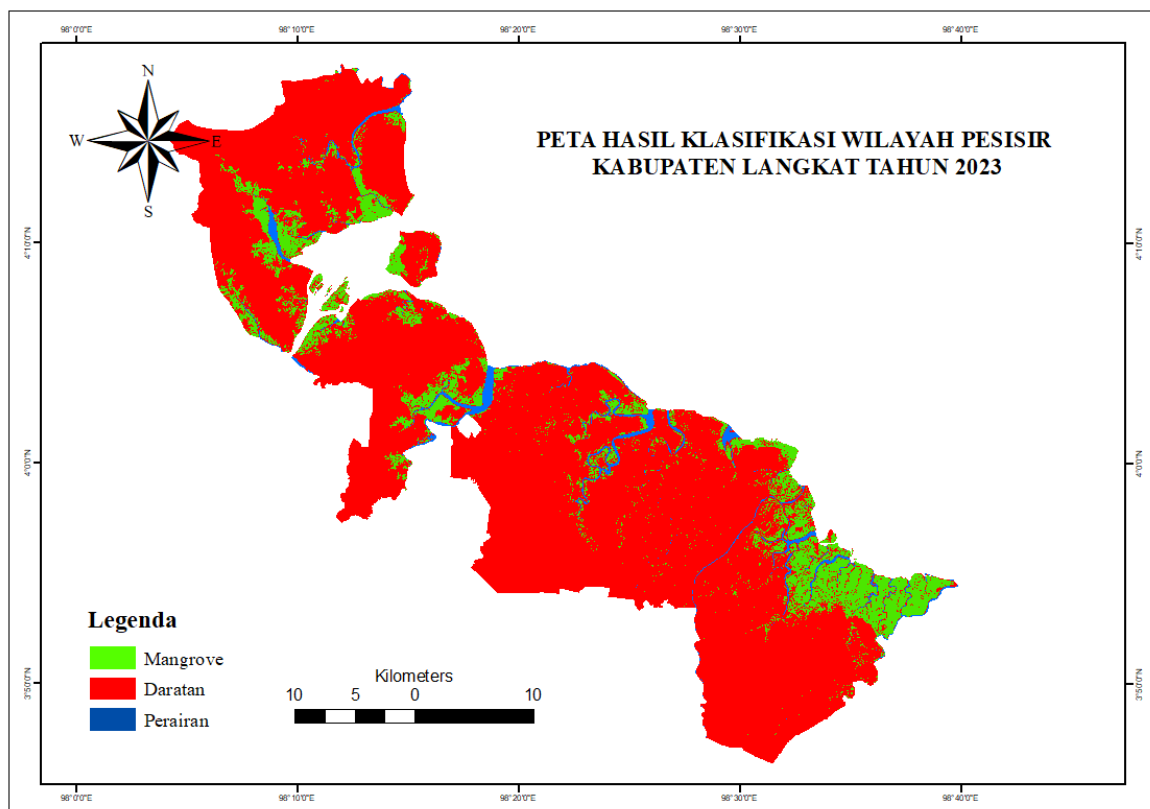 98°0'0"E 98°10'0"E 98°20'0"E 98°30'0"E 98°40'0"E
N
W E
S
PETA HASIL KLASIFIKASI WILAYAH PESISIR
KABUPATEN LANGKAT TAHUN 2023
4°10'0"N 4°10'0"N
4°0'0"N 4°0'0"N
3°50'0"N 3°50'0"N
Legenda
Mangrove
Daratan
Perairan
Kilometers
10 5 0 10
98°0'0"E 98°10'0"E 98°20'0"E 98°30'0"E 98°40'0"E